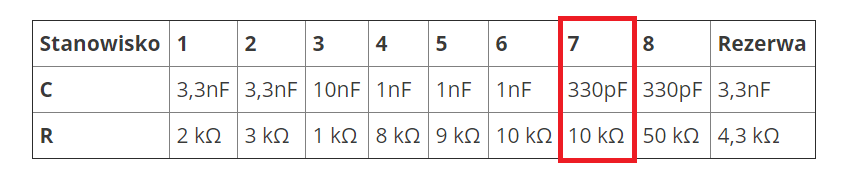 Stanowisko 1 2 3 4 5 6 7 8 Rezerwa
C 3,3nF 3,3nF 10nF 1nF 1nF 1nF 330pF 330pF 3,3nF
R 2 kΩ 3 kΩ 1 kΩ 8 kΩ 9 kΩ 10 kΩ 10 kΩ 50 kΩ 4,3 kΩ